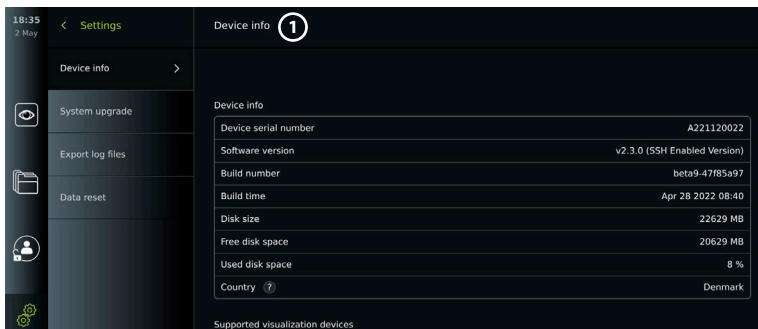 18:35
2 May
Settings
Device info 1
Device info
System upgrade
Export log files
Data reset
Device info
Device serial number A221120022
Software version v2.3.0 (SSH Enabled Version)
Build number beta9-47f85a97
Build time Apr 28 2022 08:40
Disk size 22629 MB
Free disk space 20629 MB
Used disk space 8 %
Country ? Denmark
Supported visualization devices